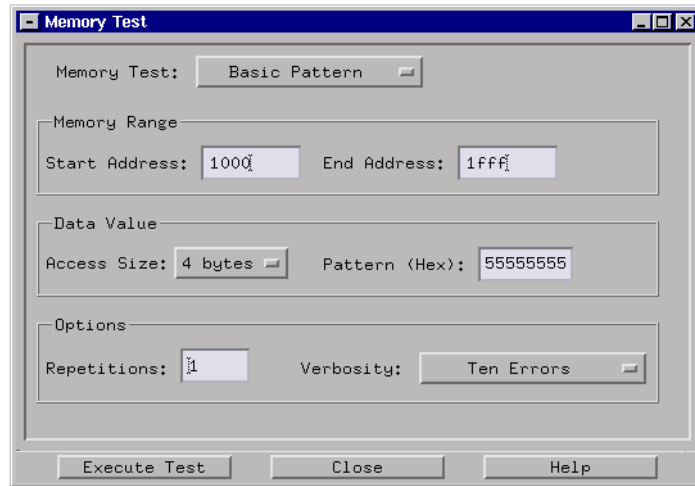 Memory Test
Memory Test: Basic Pattern
Memory Range
Start Address: 1000 End Address: 1fff
Data Value
Access Size: 4 bytes Pattern (Hex): 55555555
Options
Repetitions: 1 Verbosity: Ten Errors
Execute Test Close Help